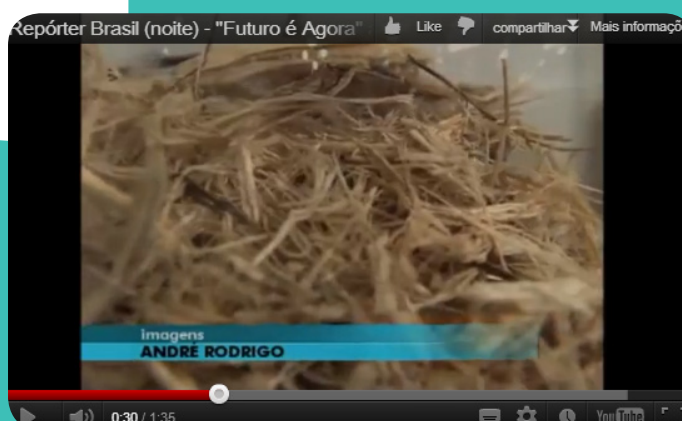 Repórter Brasil (noite) - "Futuro é Agora" Like compartilhar Mais informaçõ
imagens
ANDRÉ RODRIGO
0:30 / 1:35 YouTube